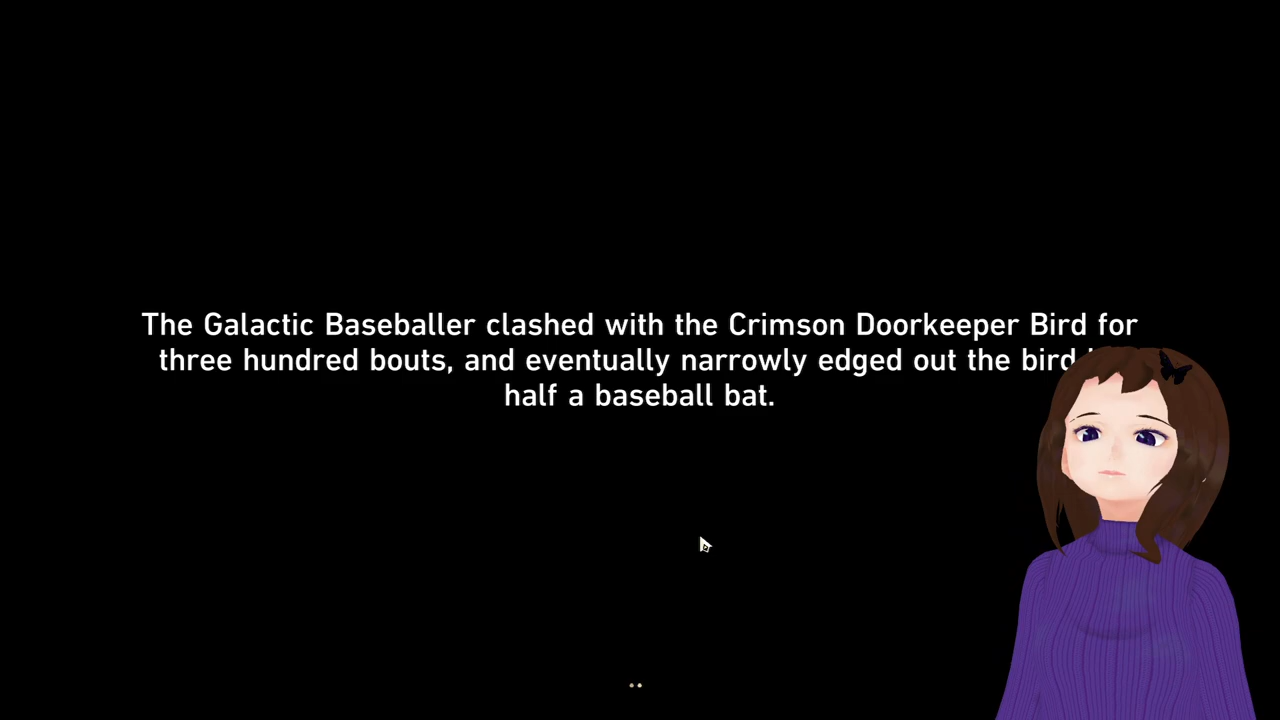 The Galactic Baseballer clashed with the Crimson Doorkeeper Bird for
three hundred bouts, and eventually narrowly edged out the bird
half a baseball bat.